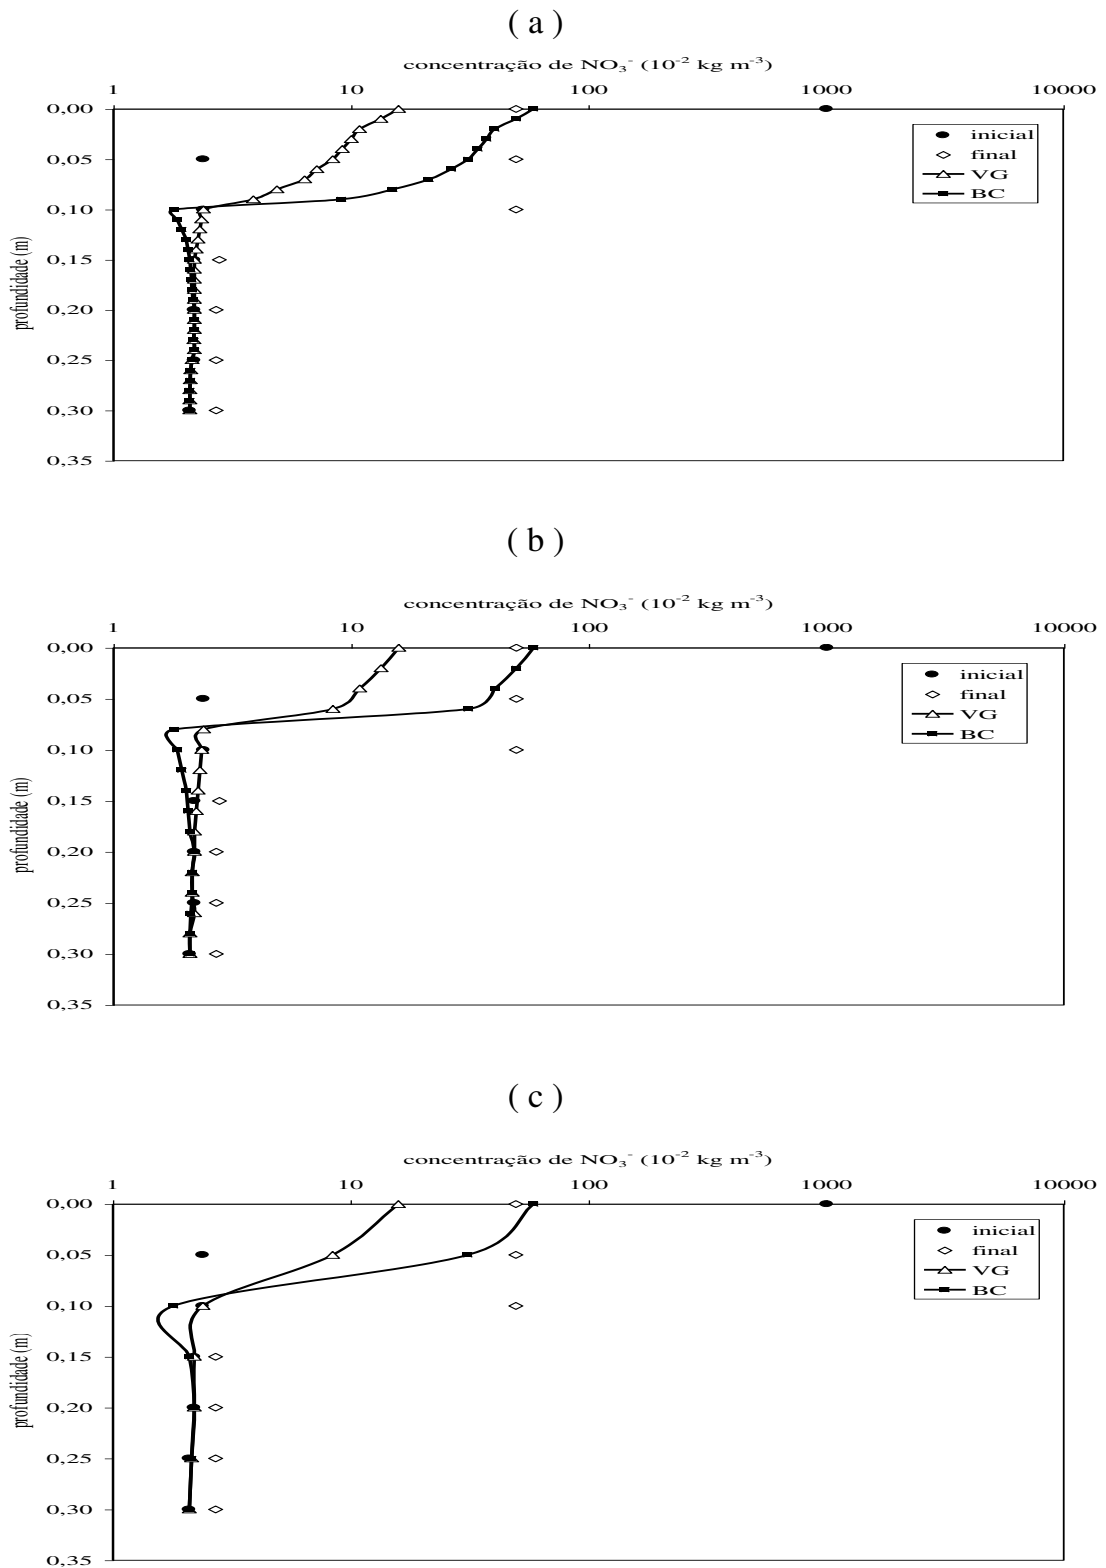 ( a )
concentração de NO₃⁻ (10⁻² kg m⁻³)
1 10 100 1000 10000
0,00
0,05
0,10
0,15
0,20
0,25
0,30
0,35
profundidade (m)
inicial
final
VG
BC
( b )
concentração de NO₃⁻ (10⁻² kg m⁻³)
1 10 100 1000 10000
0,00
0,05
0,10
0,15
0,20
0,25
0,30
0,35
profundidade (m)
inicial
final
VG
BC
( c )
concentração de NO₃⁻ (10⁻² kg m⁻³)
1 10 100 1000 10000
0,00
0,05
0,10
0,15
0,20
0,25
0,30
0,35
profundidade (m)
inicial
final
VG
BC